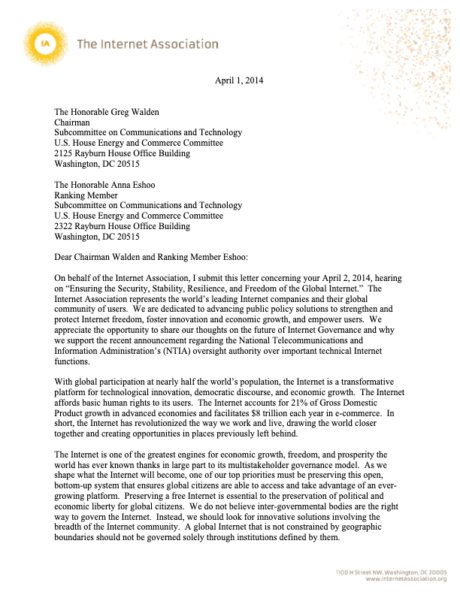 IA The Internet Association
April 1, 2014
The Honorable Greg Walden
Chairman
Subcommittee on Communications and Technology
U.S. House Energy and Commerce Committee
2125 Rayburn House Office Building
Washington, DC 20515
The Honorable Anna Eshoo
Ranking Member
Subcommittee on Communications and Technology
U.S. House Energy and Commerce Committee
2322 Rayburn House Office Building
Washington, DC 20515
Dear Chairman Walden and Ranking Member Eshoo:
On behalf of the Internet Association, I submit this letter concerning your April 2, 2014, hearing
on “Ensuring the Security, Stability, Resilience, and Freedom of the Global Internet.” The
Internet Association represents the world’s leading Internet companies and their global
community of users. We are dedicated to advancing public policy solutions to strengthen and
protect Internet freedom, foster innovation and economic growth, and empower users. We
appreciate the opportunity to share our thoughts on the future of Internet Governance and why
we support the recent announcement regarding the National Telecommunications and
Information Administration’s (NTIA) oversight authority over important technical Internet
functions.
With global participation at nearly half the world’s population, the Internet is a transformative
platform for technological innovation, democratic discourse, and economic growth. The Internet
affords basic human rights to its users. The Internet accounts for 21% of Gross Domestic
Product growth in advanced economies and facilitates $8 trillion each year in e-commerce. In
short, the Internet has revolutionized the way we work and live, drawing the world closer
together and creating opportunities in places previously left behind.
The Internet is one of the greatest engines for economic growth, freedom, and prosperity the
world has ever known thanks in large part to its multistakeholder governance model. As we
shape what the Internet will become, one of our top priorities must be preserving this open,
bottom-up system that ensures global citizens are able to access and take advantage of an ever-
growing platform. Preserving a free Internet is essential to the preservation of political and
economic liberty for global citizens. We do not believe inter-governmental bodies are the right
way to govern the Internet. Instead, we should look for innovative solutions involving the
breadth of the Internet community. A global Internet that is not constrained by geographic
boundaries should not be governed solely through institutions defined by them.
1100 H Street NW, Washington, DC 20005
www.internetassociation.org